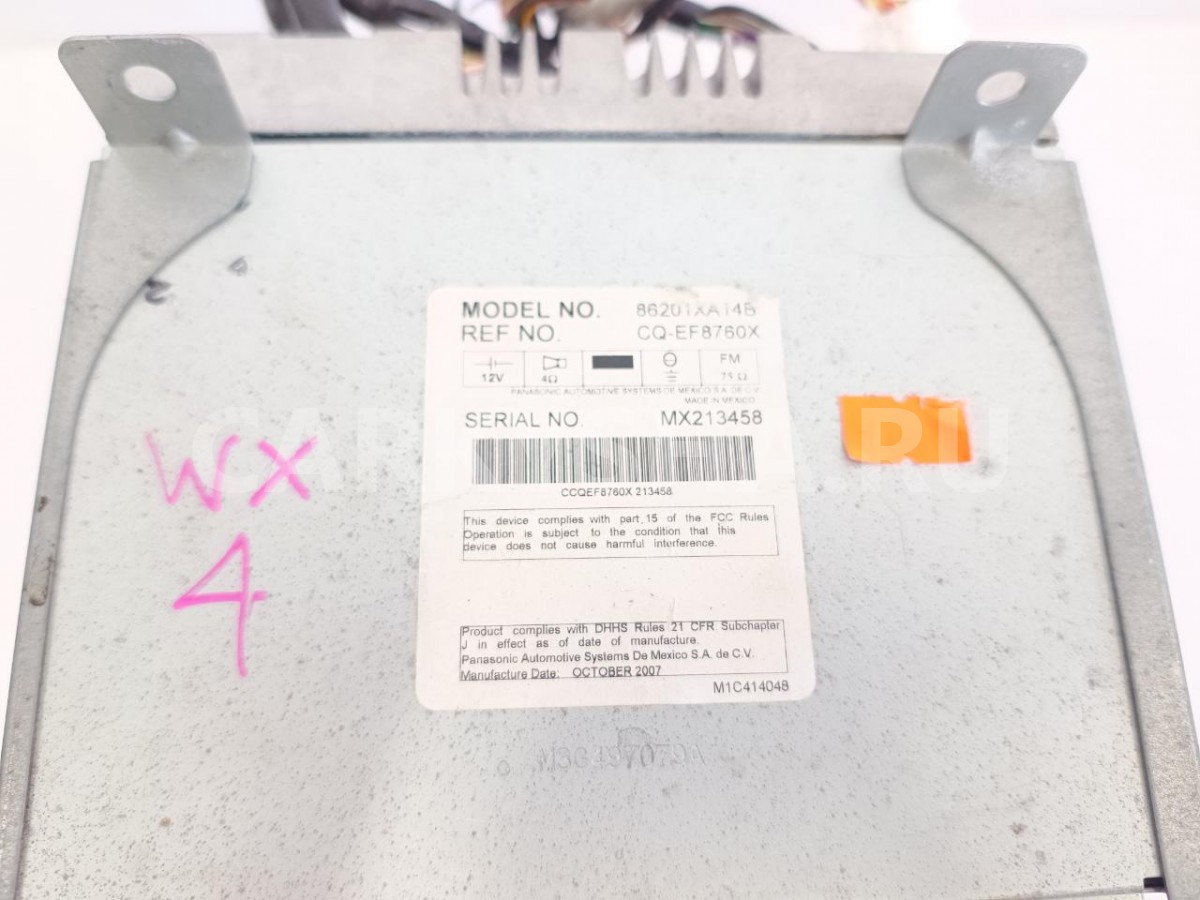 MODEL NO. 86201XA14B
REF NO. CQ-EF8760X
12V 4Ω FM 75 Ω
PANASONIC AUTOMOTIVE SYSTEMS DE MEXICO S.A. DE C.V.
MADE IN MEXICO
SERIAL NO. MX213458
CCQEF8760X 213458
This device complies with part 15 of the FCC Rules
Operation is subject to the condition that this
device does not cause harmful interference.
Product complies with DHHS Rules 21 CFR Subchapter
J in effect as of date of manufacture.
Panasonic Automotive Systems De Mexico S.A. de C.V.
Manufacture Date: OCTOBER 2007
M1C414048
WX
4